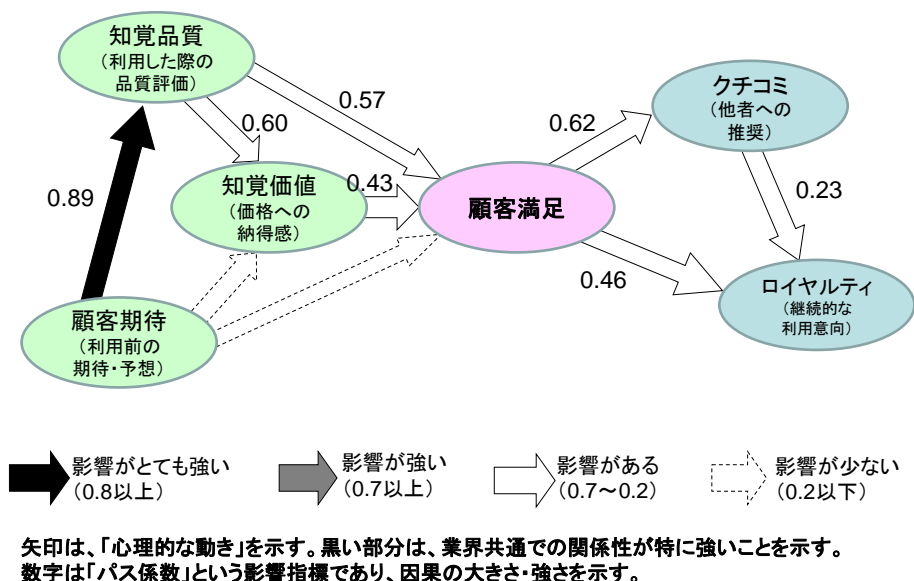 知覚品質
（利用した際の
品質評価）
0.57
クチコミ
（他者への
推奨）
0.62
0.60
知覚価値
（価格への
納得感）
0.43
0.89
顧客満足
0.23
0.46
ロイヤルティ
（継続的な
利用意向）
顧客期待
（利用前の
期待・予想）
影響がとても強い
（0.8以上）
影響が強い
（0.7以上）
影響がある
（0.7～0.2）
影響が少ない
（0.2以下）
矢印は、「心理的な動き」を示す。黒い部分は、業界共通での関係性が特に強いことを示す。
数字は「パス係数」という影響指標であり、因果の大きさ・強さを示す。